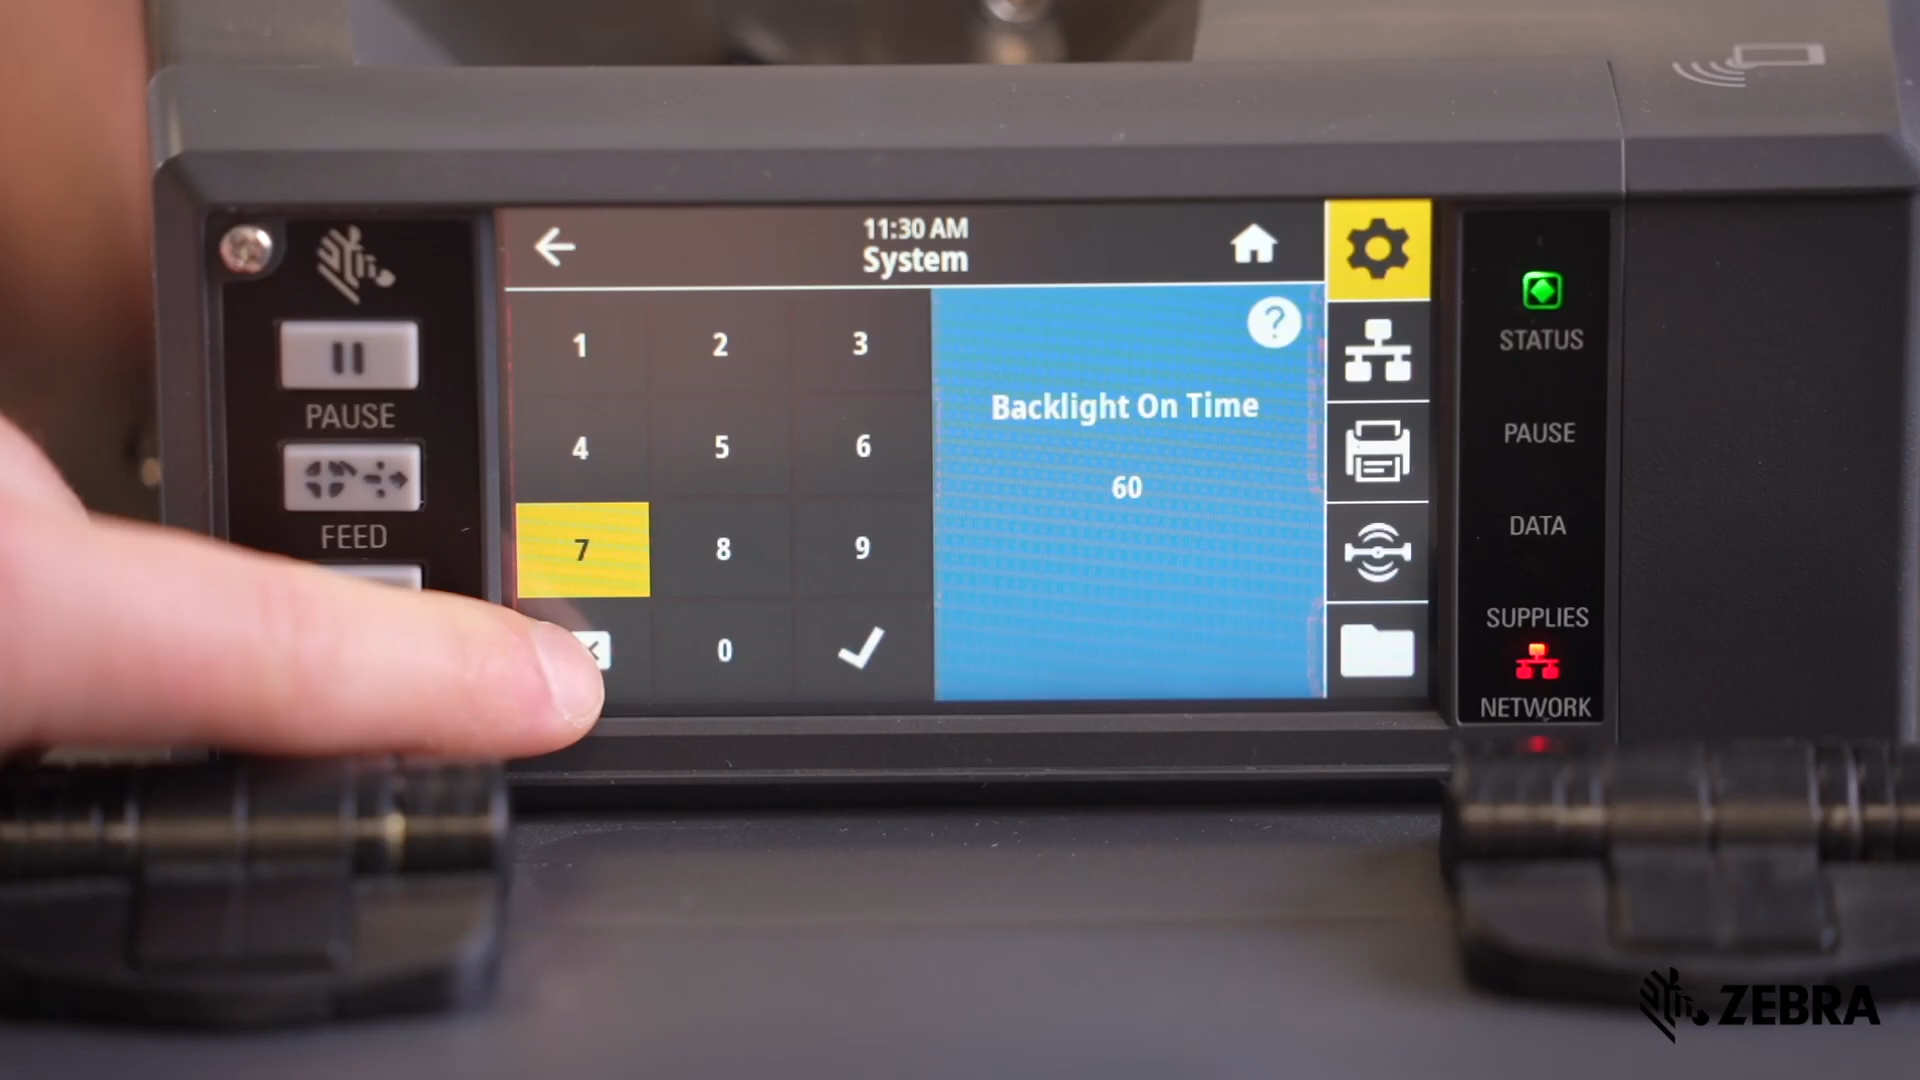 11:30 AM
System
1 2 3
4 5 6
7 8 9
0
?
Backlight On Time
60
PAUSE
FEED
STATUS
PAUSE
DATA
SUPPLIES
NETWORK
ZEBRA